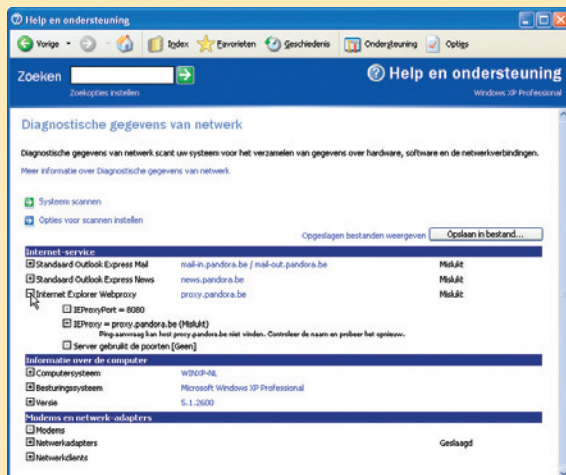 Help en ondersteuning
Vorige Index Favorieten Geschiedenis Ondersteuning Opties
Zoeken Help en ondersteuning
Zoekopties instellen Windows XP Professional
Diagnostische gegevens van netwerk
Diagnostische gegevens van netwerk scant uw systeem voor het verzamelen van gegevens over hardware, software en de netwerkverbindingen.
Meer informatie over Diagnostische gegevens van netwerk
Systeem scannen
Opties voor scannen instellen
Opgeslagen bestanden weergeven Opslaan in bestand...
Internet-service
Standaard Outlook Express Mail mail-in.pandora.be / mail-out.pandora.be Mislukt
Standaard Outlook Express News news.pandora.be Mislukt
Internet Explorer Webproxy proxy.pandora.be Mislukt
IEProxyPort = 8080
IEProxy = proxy.pandora.be (Mislukt)
Ping-aanvraag kan host proxy.pandora.be niet vinden. Controleer de naam en probeer het opnieuw.
Server gebruikt de poorten [Geen]
Informatie over de computer
Computersysteem WINXP-NL
Besturingssysteem Microsoft Windows XP Professional
Versie 5.1.2600
Modems en netwerk-adapters
Modems
Netwerkadapters Geslaagd
Netwerkclients